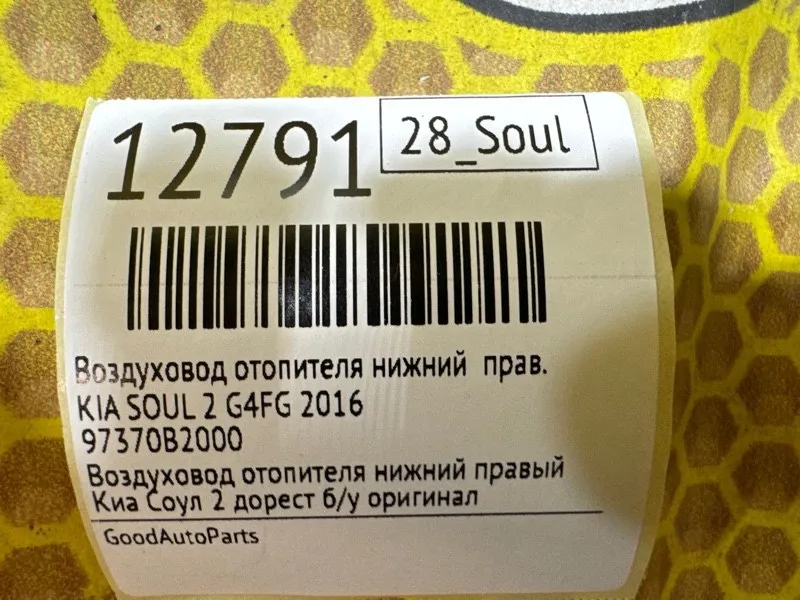 12791
28_Soul
Воздуховод отопителя нижний прав.
KIA SOUL 2 G4FG 2016
97370B2000
Воздуховод отопителя нижний правый
Киа Соул 2 дорест б/у оригинал
GoodAutoParts